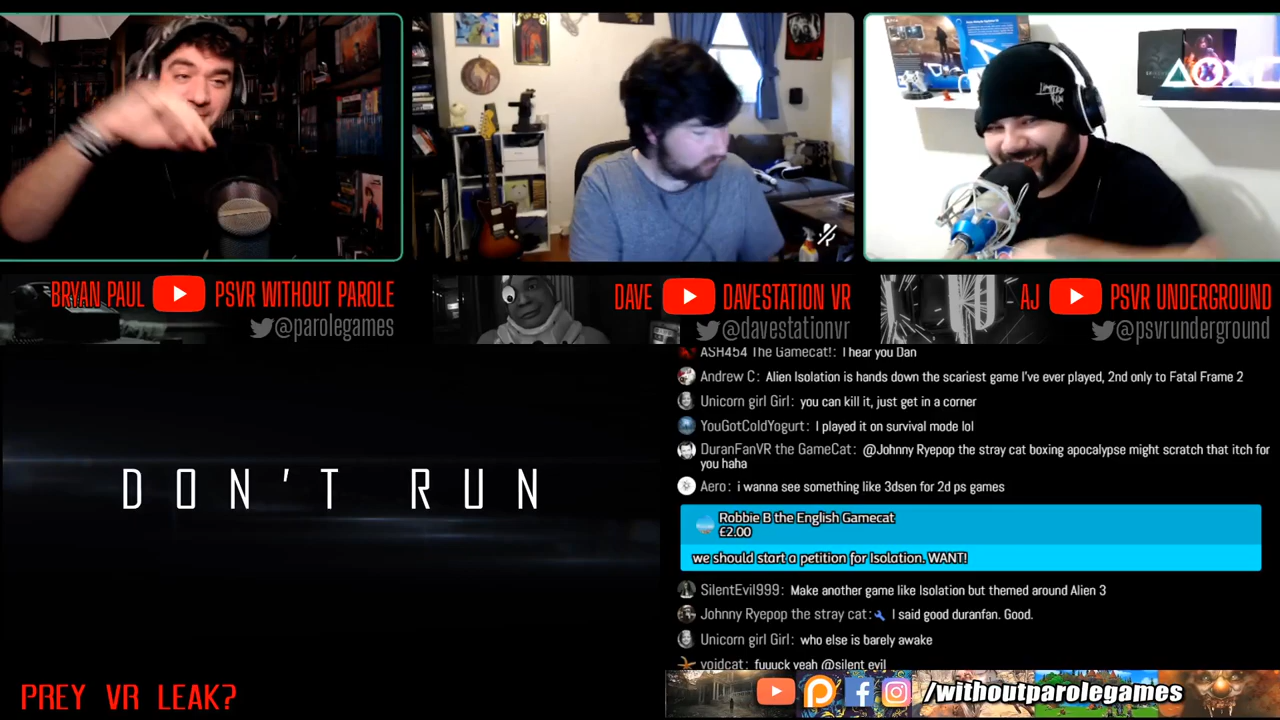 BRYAN PAUL PSVR WITHOUT PAROLE
@parolegames
DAVE DAVESTATION VR
@davestationvr
AJ PSVR UNDERGROUND
@psvrunderground
DON'T RUN
ASH454 The Gamecat!: I hear you Dan
Andrew C: Alien Isolation is hands down the scariest game I've ever played, 2nd only to Fatal Frame 2
Unicorn girl Girl: you can kill it, just get in a corner
YouGotColdYogurt: I played it on survival mode lol
DuranFanVR the GameCat: @Johnny Ryepop the stray cat boxing apocalypse might scratch that itch for
you haha
Aero: i wanna see something like 3dsen for 2d ps games
Robbie B the English Gamecat
£2.00
we should start a petition for Isolation. WANT!
SilentEvil999: Make another game like Isolation but themed around Alien 3
Johnny Ryepop the stray cat: I said good duranfan. Good.
Unicorn girl Girl: who else is barely awake
voidcat: fuuuck yeah @silent evil
PREY VR LEAK?
/withoutparolegames